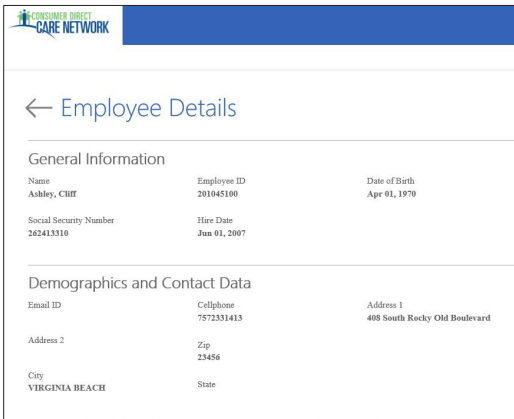 CONSUMER DIRECT
CARE NETWORK
← Employee Details
General Information
Name Employee ID Date of Birth
Ashley, Cliff 201045100 Apr 01, 1970
Social Security Number Hire Date
262413310 Jun 01, 2007
Demographics and Contact Data
Email ID Cellphone Address 1
7572331413 408 South Rocky Old Boulevard
Address 2 Zip
23456
City State
VIRGINIA BEACH